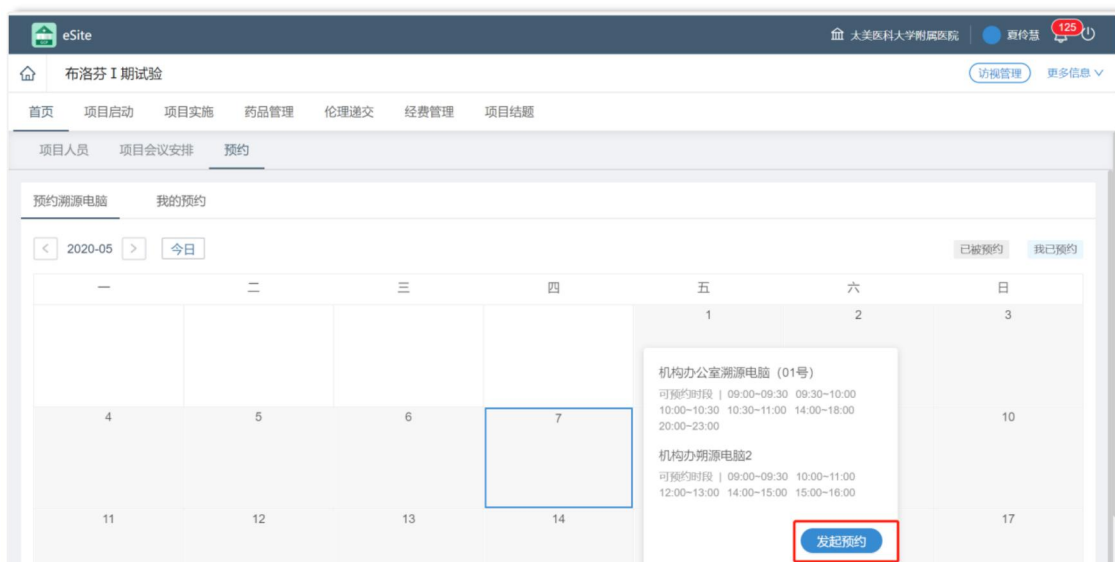 eSite
太美医科大学附属医院
夏伶慧
125
布洛芬 I 期试验
访视管理
更多信息
首页 项目启动 项目实施 药品管理 伦理递交 经费管理 项目结题
项目人员 项目会议安排 预约
预约溯源电脑 我的预约
< 2020-05 > 今日
已被预约 我已预约
一 二 三 四 五 六 日
1 2 3
机构办公室溯源电脑（01号）
可预约时段 | 09:00~09:30 09:30~10:00
10:00~10:30 10:30~11:00 14:00~18:00
20:00~23:00
4 5 6 7 10
机构办朔源电脑2
可预约时段 | 09:00~09:30 10:00~11:00
12:00~13:00 14:00~15:00 15:00~16:00
11 12 13 14 17
发起预约